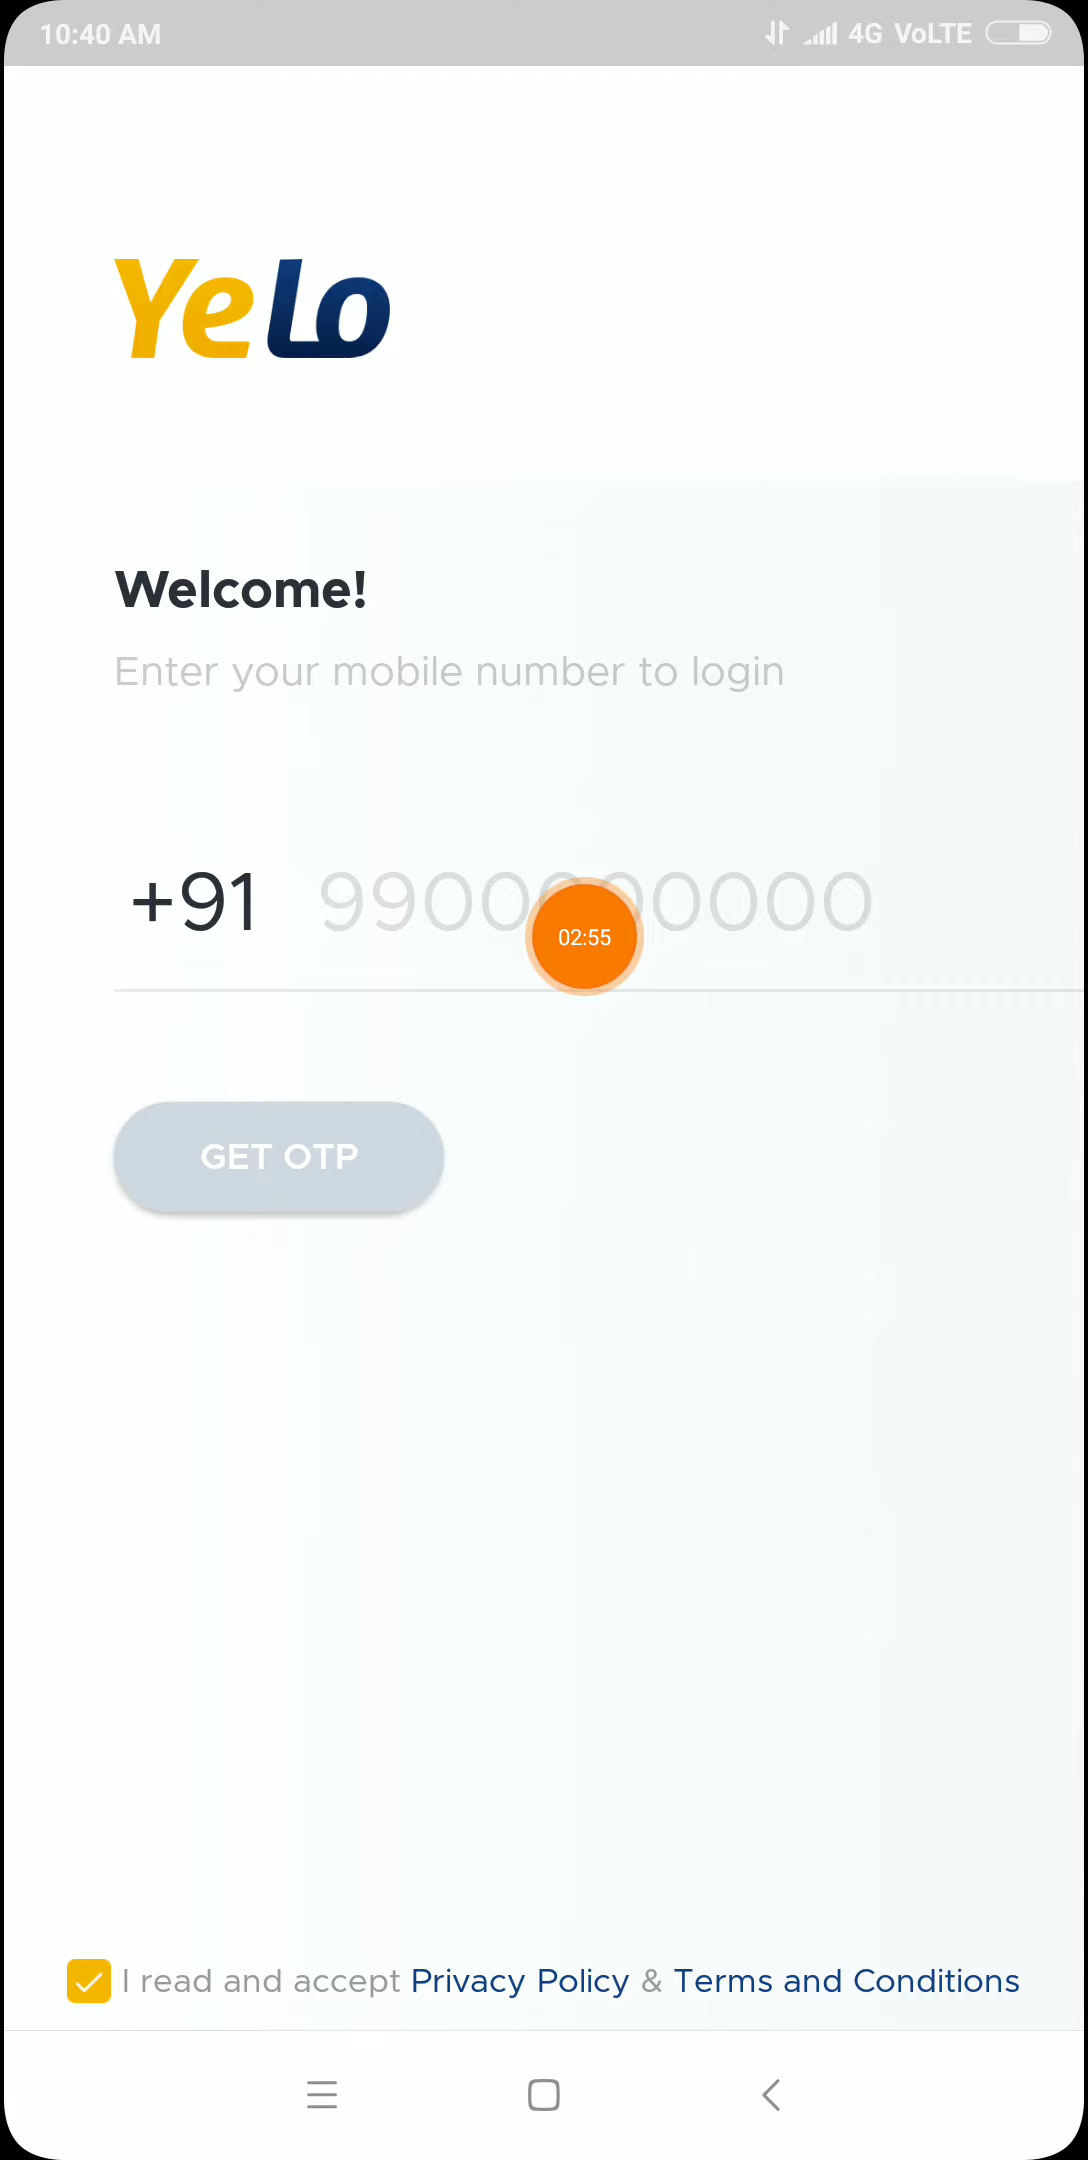 10:40 AM 4G VoLTE
YeLo
Welcome!
Enter your mobile number to login
+91
02:55
GET OTP
I read and accept Privacy Policy & Terms and Conditions